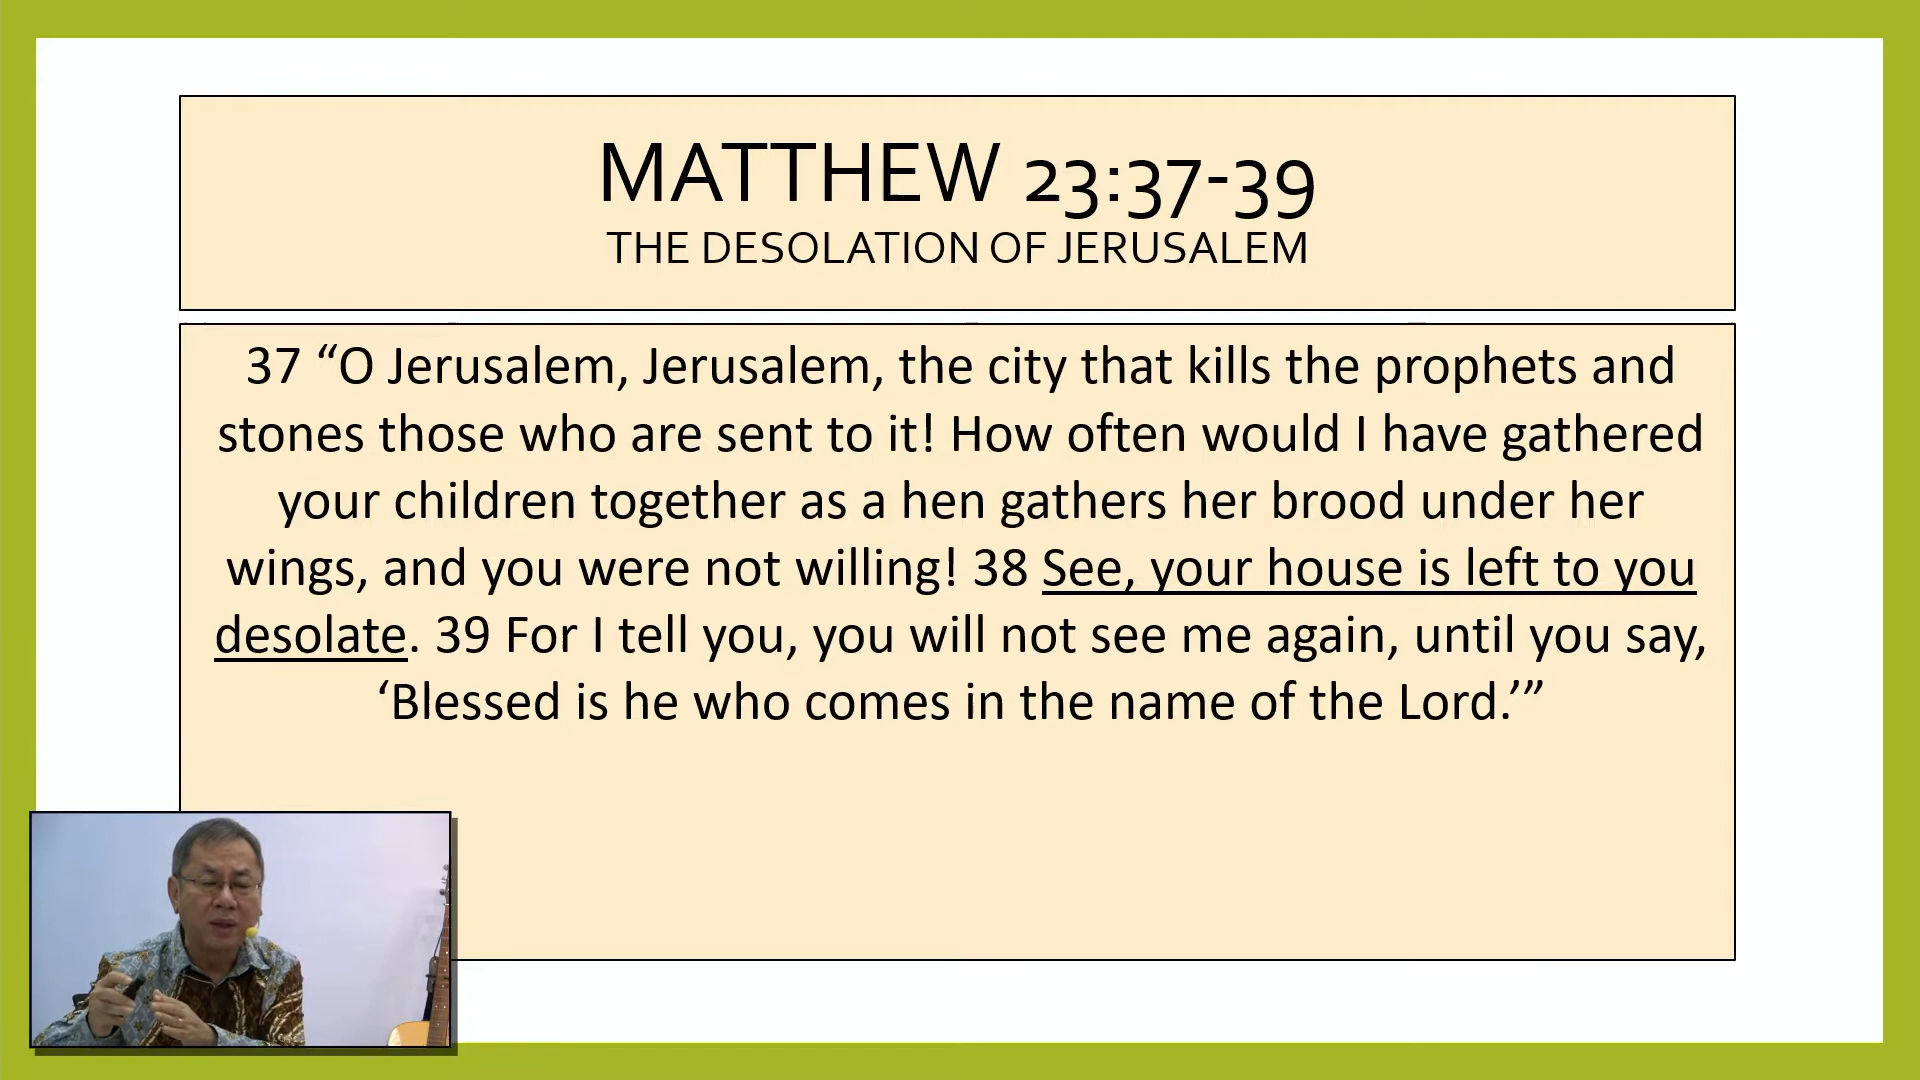 MATTHEW 23:37-39
THE DESOLATION OF JERUSALEM
37 “O Jerusalem, Jerusalem, the city that kills the prophets and
stones those who are sent to it! How often would I have gathered
your children together as a hen gathers her brood under her
wings, and you were not willing! 38 See, your house is left to you
desolate. 39 For I tell you, you will not see me again, until you say,
‘Blessed is he who comes in the name of the Lord.’”